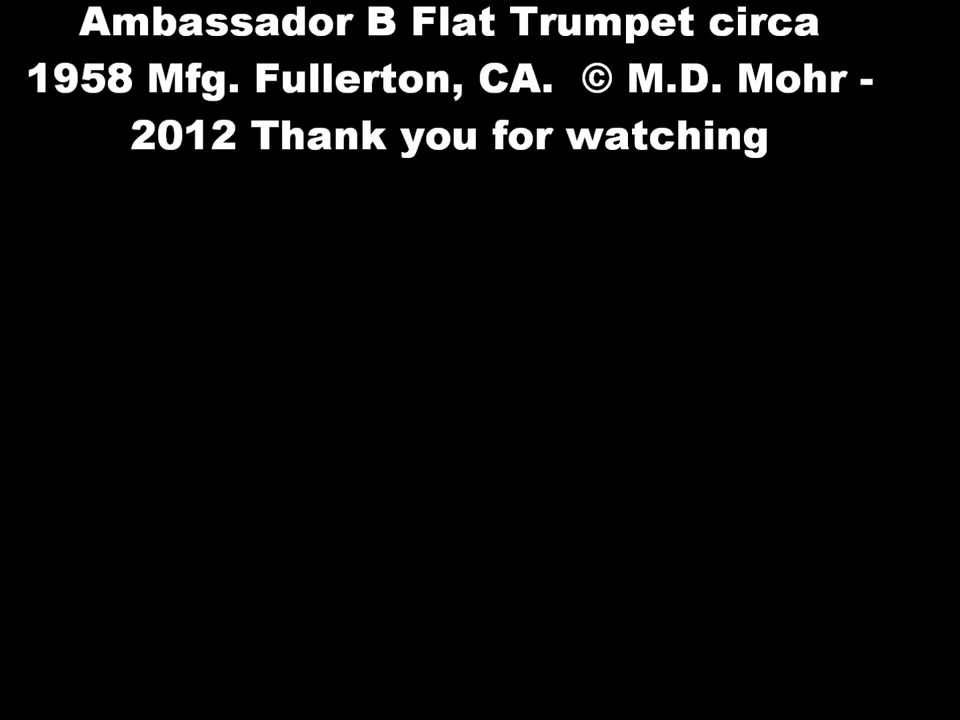 Ambassador B Flat Trumpet circa
1958 Mfg. Fullerton, CA.  © M.D. Mohr -
2012 Thank you for watching